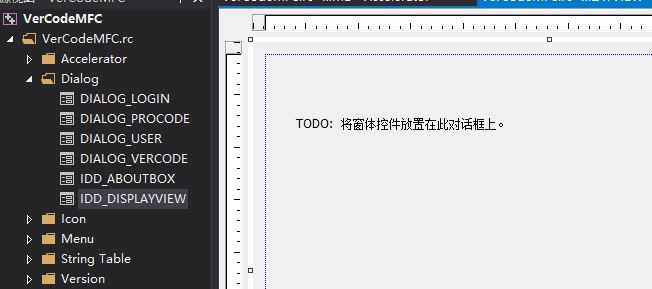 VerCodeMFC
VerCodeMFC.rc
Accelerator
Dialog
DIALOG_LOGIN
DIALOG_PROCODE
DIALOG_USER
DIALOG_VERCODE
IDD_ABOUTBOX
IDD_DISPLAYVIEW
Icon
Menu
String Table
Version
TODO: 将窗体控件放置在此对话框上。